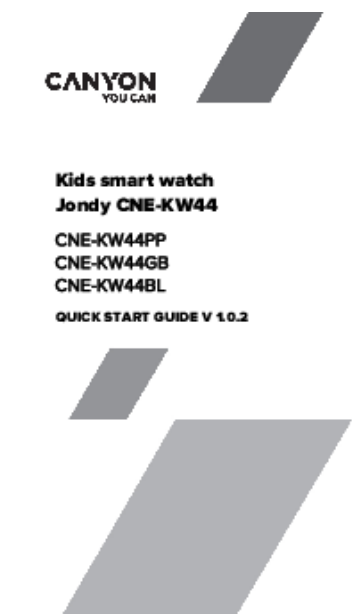 CANYON
YOU CAN
Kids smart watch
Jondy CNE-KW44
CNE-KW44PP
CNE-KW44GB
CNE-KW44BL
QUICK START GUIDE V 1.0.2